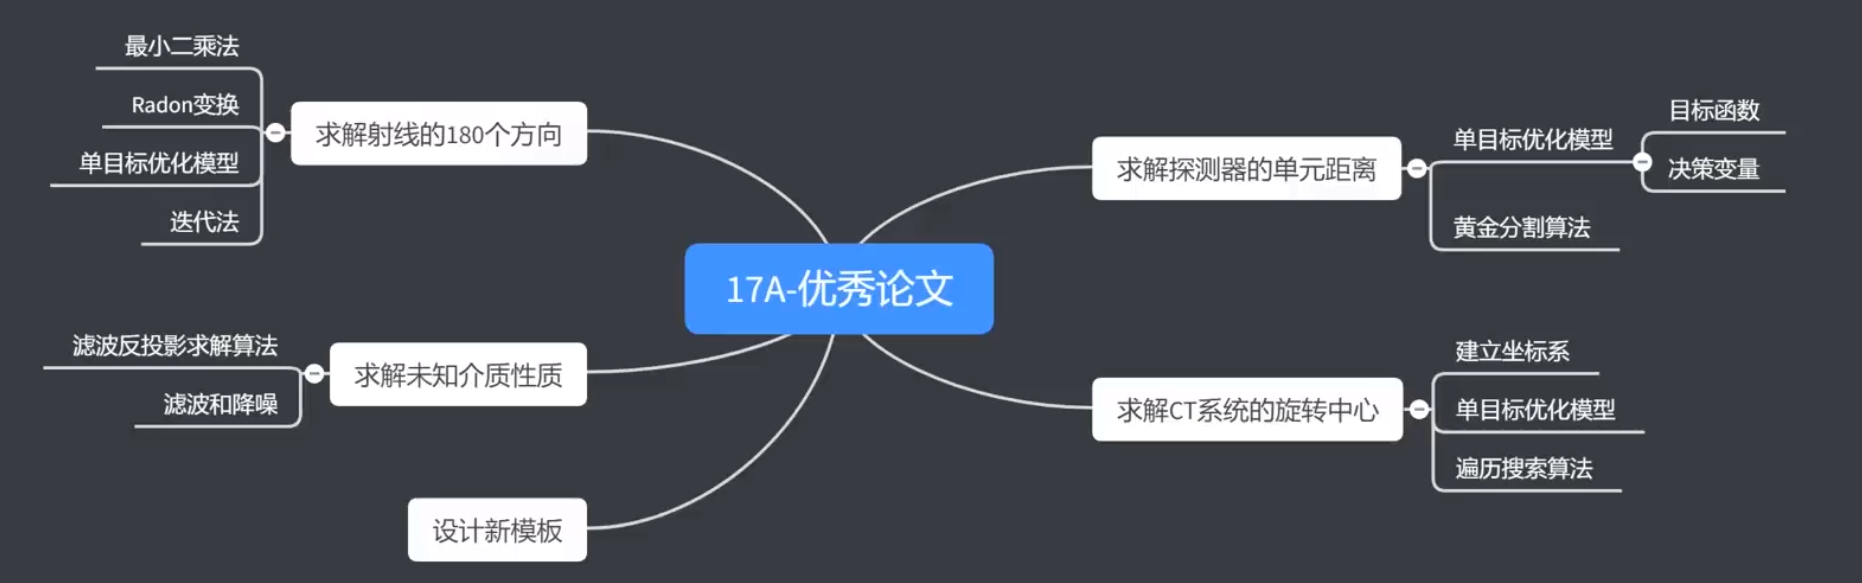 17A-优秀论文
求解探测器的单元距离
单目标优化模型
目标函数
决策变量
黄金分割算法
求解CT系统的旋转中心
建立坐标系
单目标优化模型
遍历搜索算法
求解射线的180个方向
最小二乘法
Radon变换
单目标优化模型
迭代法
求解未知介质性质
滤波反投影求解算法
滤波和降噪
设计新模板